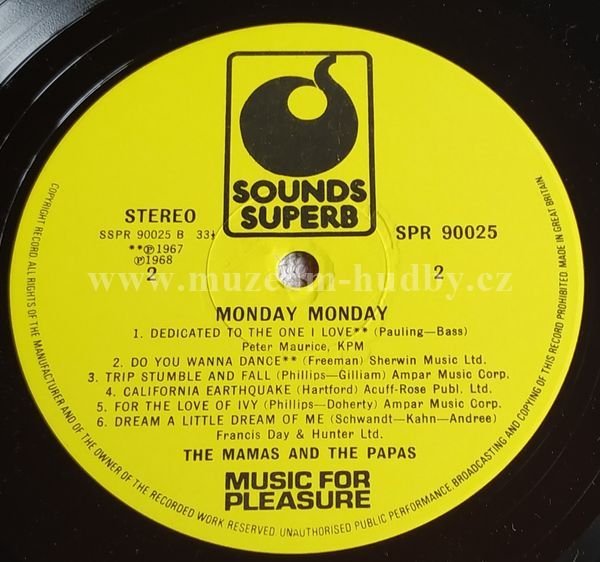 SOUNDS
SUPERB
STEREO
SSPR 90025 B 33⅓
**Ⓟ1967
Ⓟ1968
2
SPR 90025
2
www.muzeum-hudby.cz
MONDAY MONDAY
1. DEDICATED TO THE ONE I LOVE** (Pauling—Bass)
Peter Maurice, KPM
2. DO YOU WANNA DANCE** (Freeman) Sherwin Music Ltd.
3. TRIP STUMBLE AND FALL (Phillips—Gilliam) Ampar Music Corp.
4. CALIFORNIA EARTHQUAKE (Hartford) Acuff-Rose Publ. Ltd.
5. FOR THE LOVE OF IVY (Phillips—Doherty) Ampar Music Corp.
6. DREAM A LITTLE DREAM OF ME (Schwandt—Kahn—Andree)
Francis Day & Hunter Ltd.
THE MAMAS AND THE PAPAS
MUSIC FOR
PLEASURE
COPYRIGHT RECORD. ALL RIGHTS OF THE MANUFACTURER AND OF THE OWNER OF THE RECORDED WORK RESERVED. UNAUTHORISED PUBLIC PERFORMANCE, BROADCASTING AND COPYING OF THIS RECORD PROHIBITED. MADE IN GREAT BRITAIN.